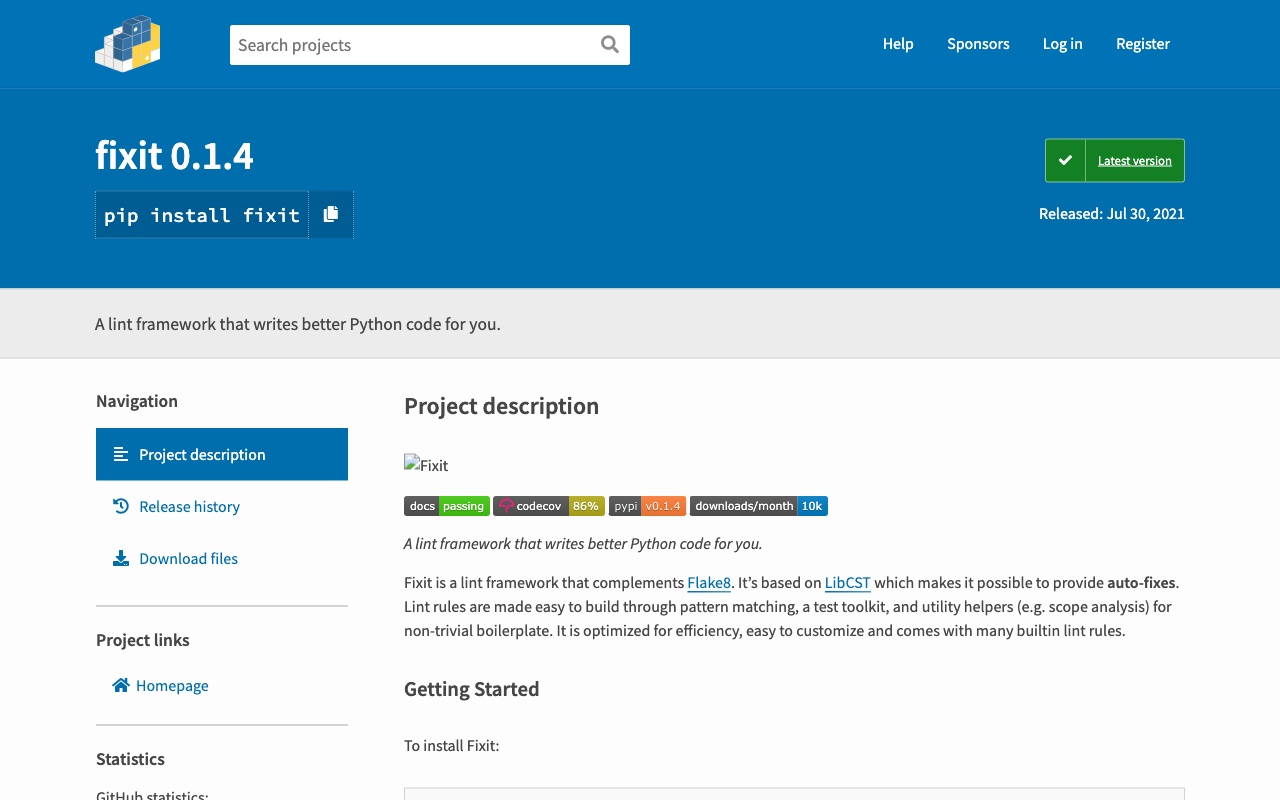 Search projects
Help
Sponsors
Log in
Register
fixit 0.1.4
pip install fixit
Latest version
Released: Jul 30, 2021
A lint framework that writes better Python code for you.
Navigation
Project description
Release history
Download files
Project links
Homepage
Statistics
GitHub statistics:
Project description
Fixit
docs passing codecov 86% pypi v0.1.4 downloads/month 10k
A lint framework that writes better Python code for you.
Fixit is a lint framework that complements Flake8. It’s based on LibCST which makes it possible to provide auto-fixes.
Lint rules are made easy to build through pattern matching, a test toolkit, and utility helpers (e.g. scope analysis) for
non-trivial boilerplate. It is optimized for efficiency, easy to customize and comes with many builtin lint rules.
Getting Started
To install Fixit: